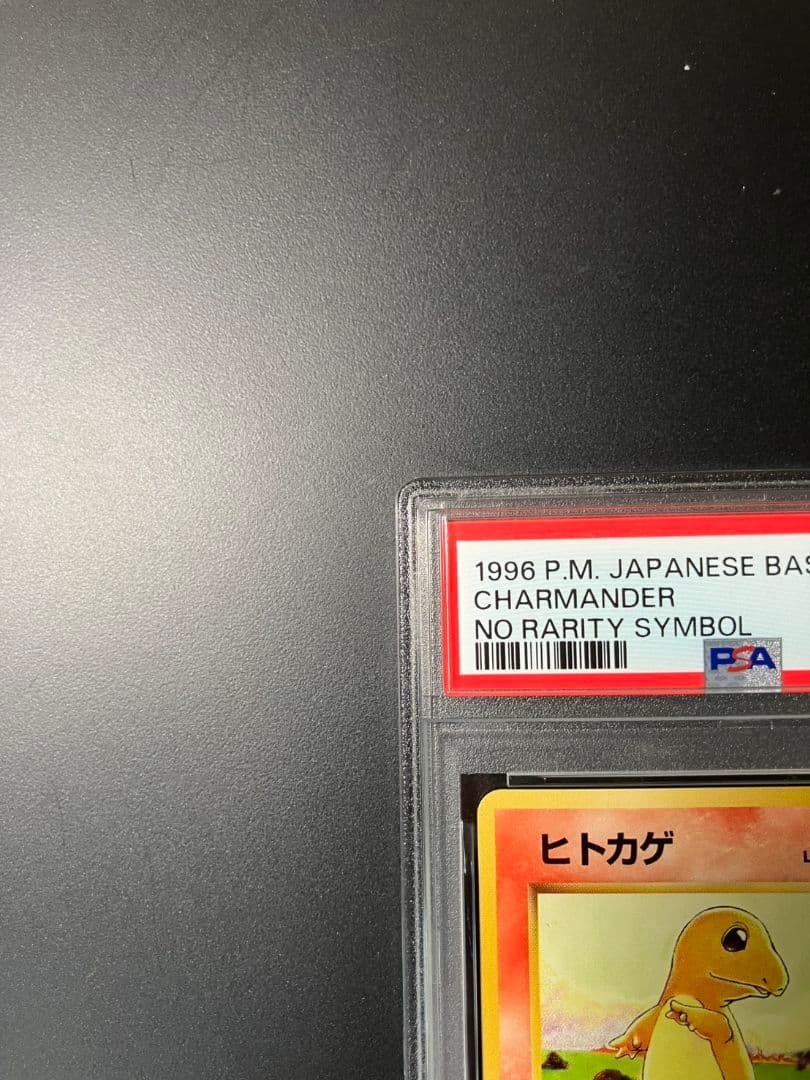 1996 P.M. JAPANESE BAS
CHARMANDER
NO RARITY SYMBOL
PSA
ヒトカゲ
L